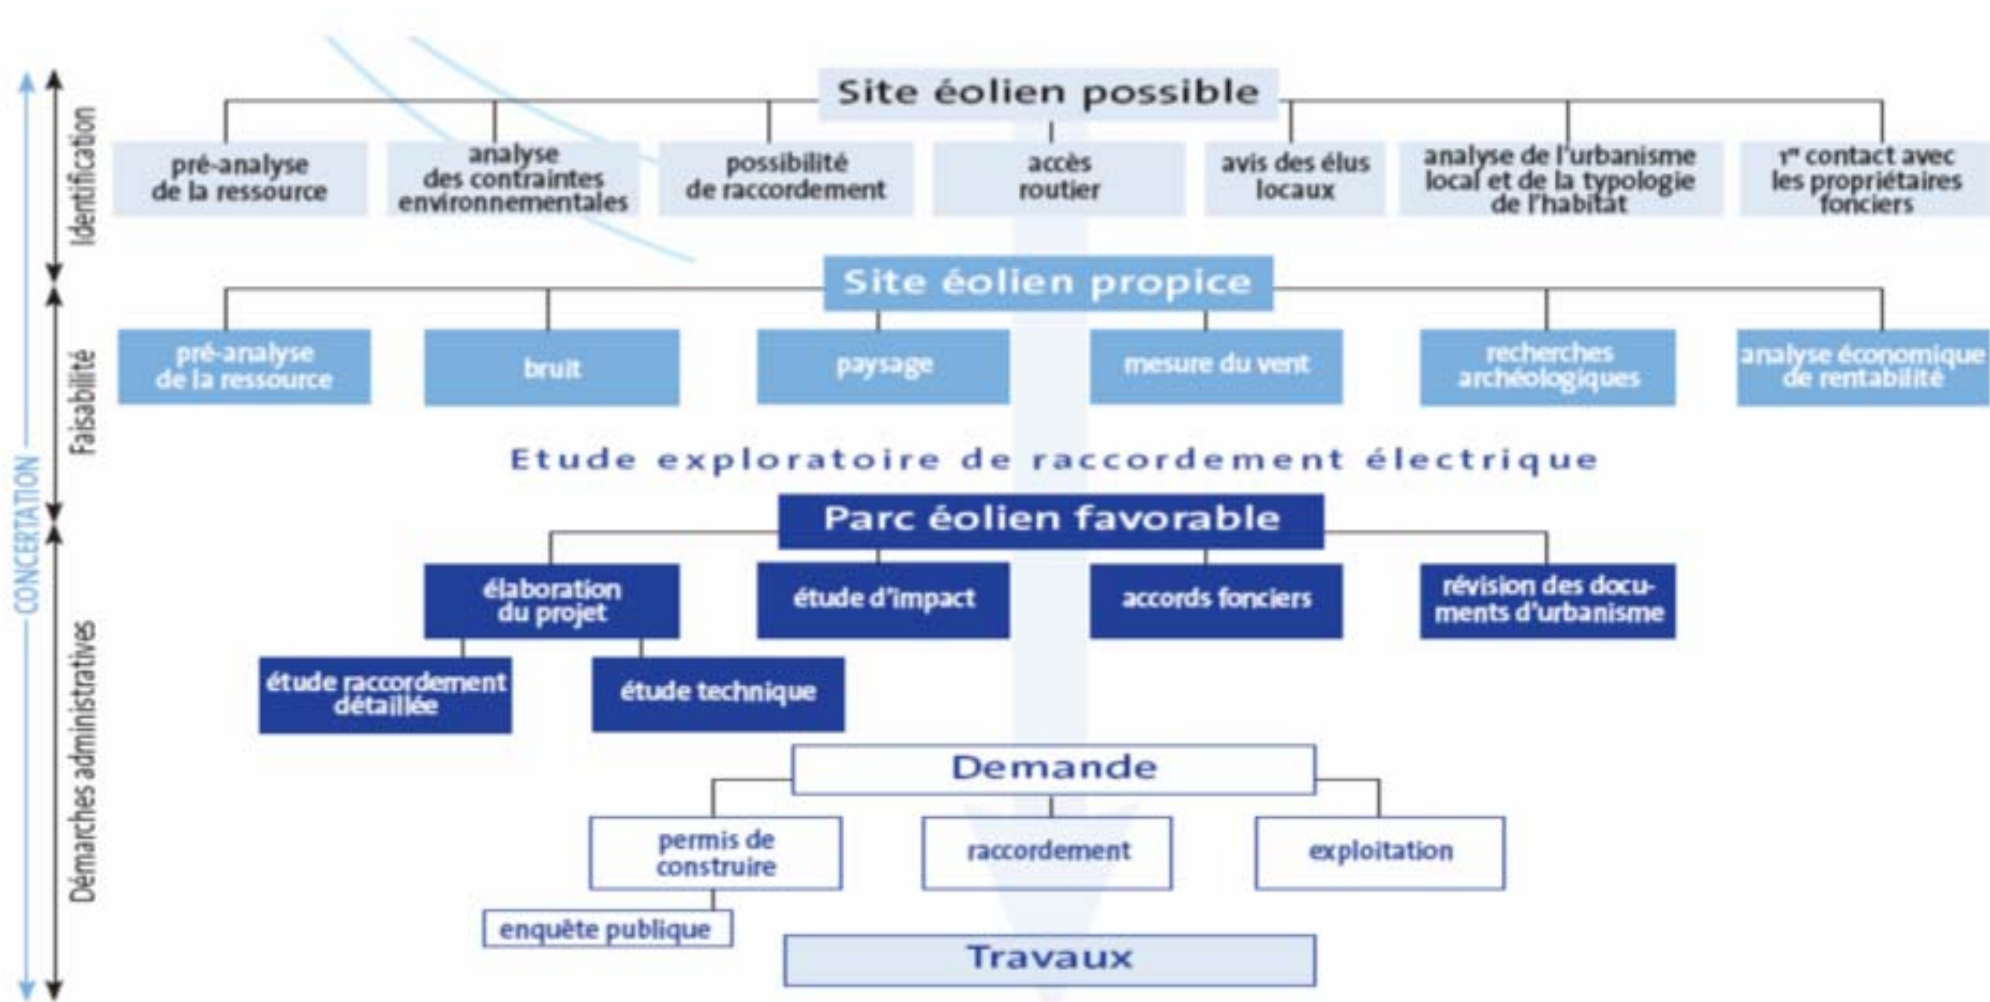 Site éolien possible
pré-analyse
de la ressource
analyse
des contraintes
environnementales
possibilité
de raccordement
accès
routier
avis des élus
locaux
analyse de l'urbanisme
local et de la typologie
de l'habitat
1er contact avec
les propriétaires
fonciers
Identification
Site éolien propice
pré-analyse
de la ressource
bruit
paysage
mesure du vent
recherches
archéologiques
analyse économique
de rentabilité
Faisabilité
Etude exploratoire de raccordement électrique
CONCERTATION
Parc éolien favorable
élaboration
du projet
étude d'impact
accords fonciers
révision des docu-
ments d'urbanisme
étude raccordement
détaillée
étude technique
Démarches administratives
Demande
permis de
construire
raccordement
exploitation
enquête publique
Travaux